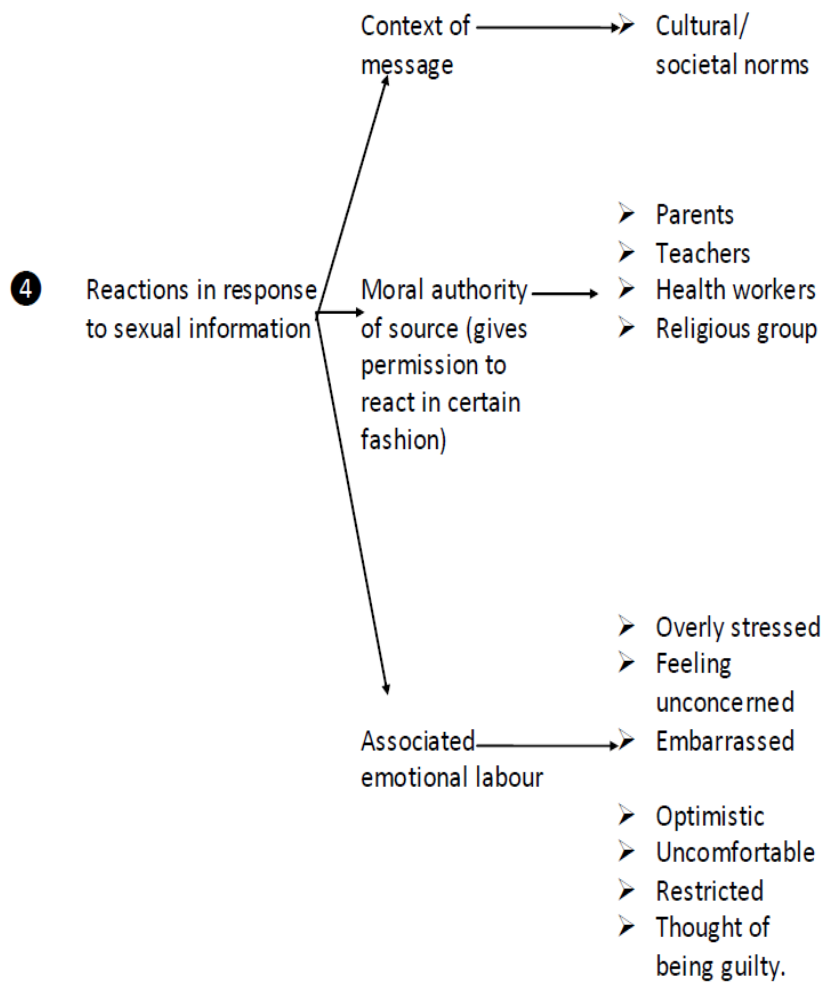 Context of
message
➢ Cultural/
societal norms
➢ Parents
➢ Teachers
➢ Health workers
➢ Religious group
❹ Reactions in response
to sexual information
Moral authority
of source (gives
permission to
react in certain
fashion)
➢ Overly stressed
➢ Feeling
unconcerned
➢ Embarrassed
Associated
emotional labour
➢ Optimistic
➢ Uncomfortable
➢ Restricted
➢ Thought of
being guilty.